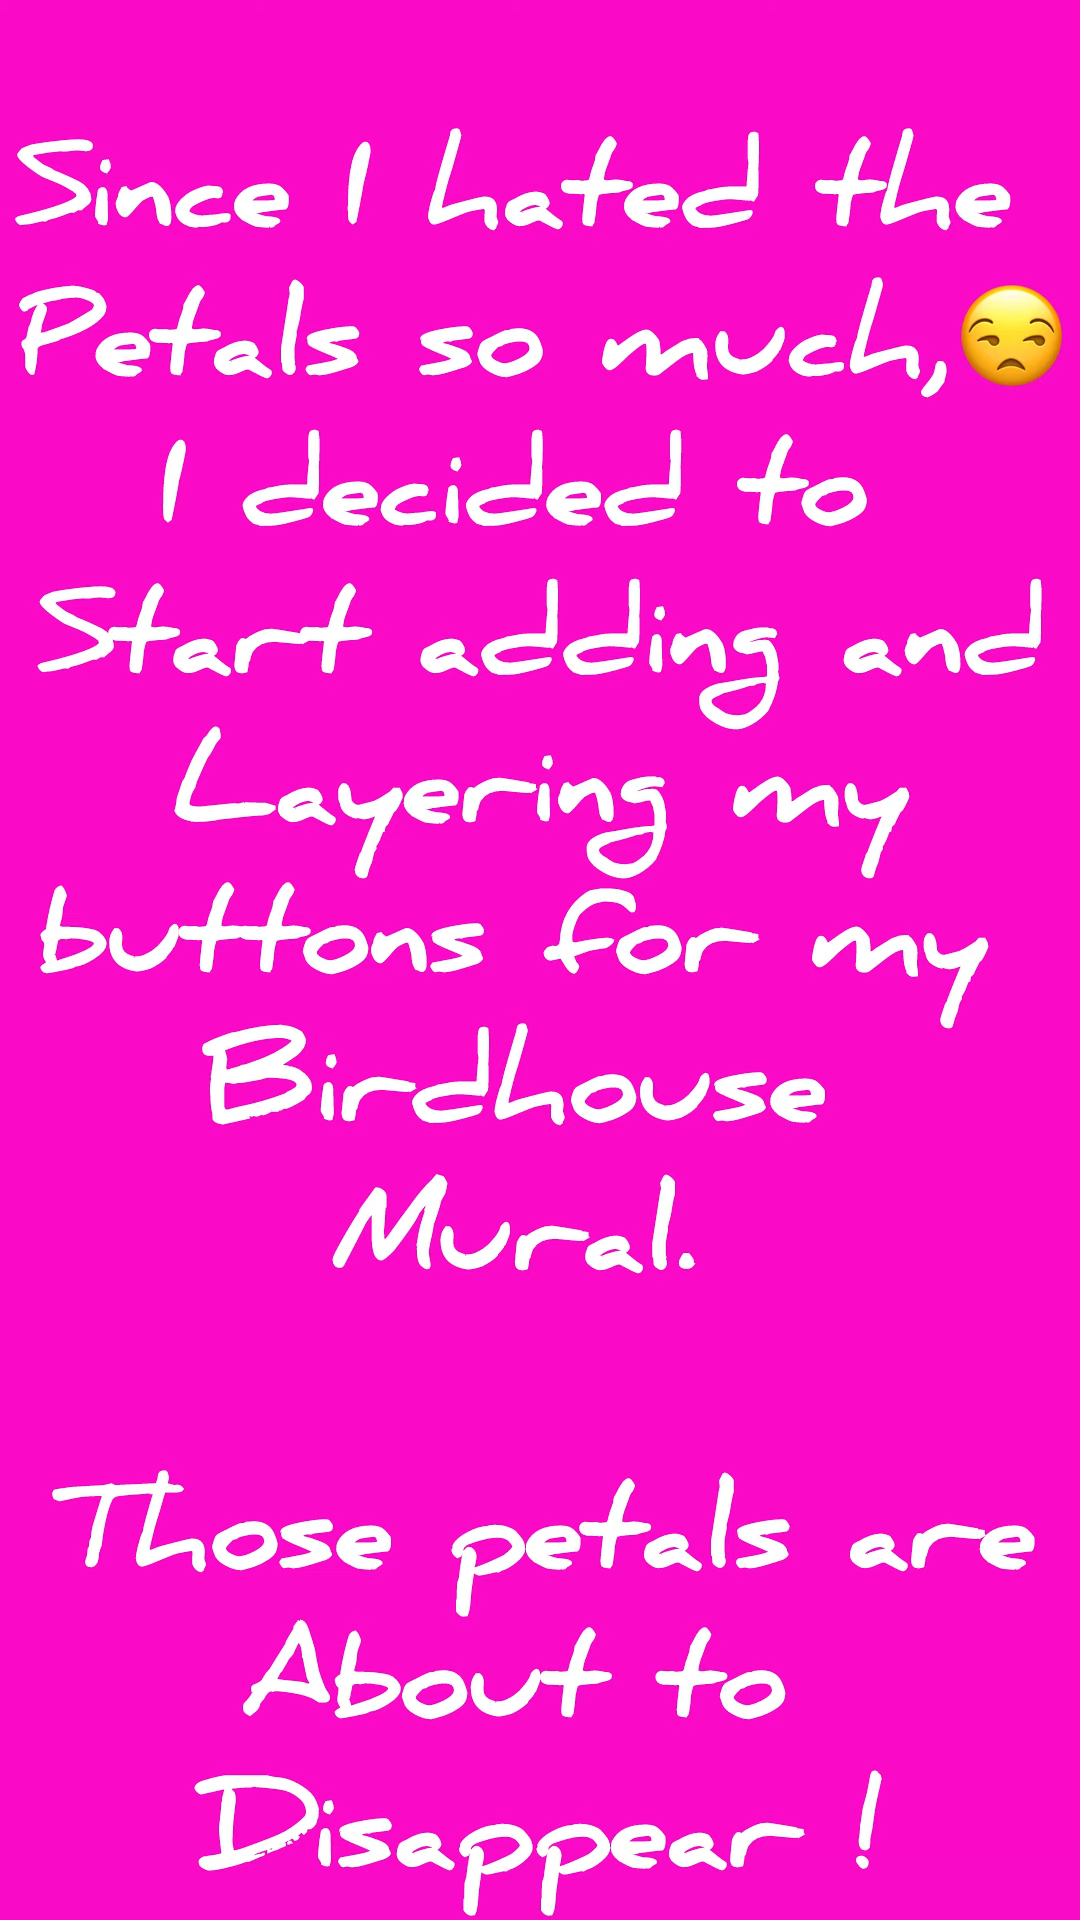 Since I hated the
Petals so much,😒
I decided to
Start adding and
Layering my
buttons for my
Birdhouse
Mural.
Those petals are
About to
Disappear !